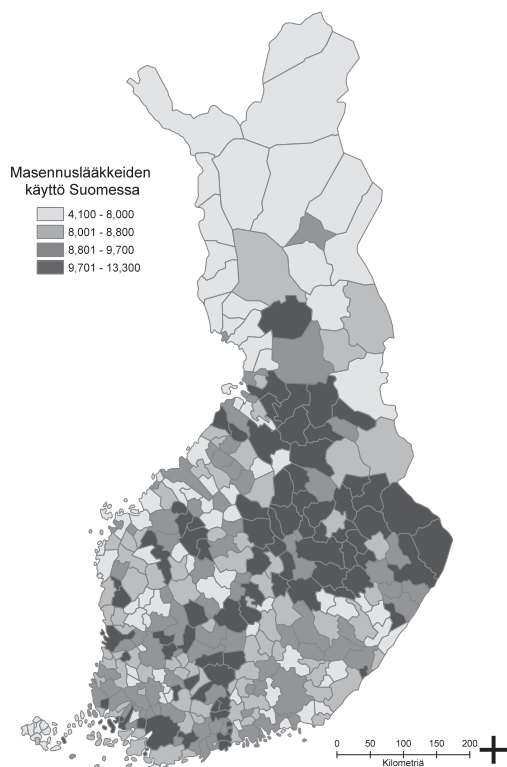 Masennuslääkkeiden
käyttö Suomessa
4,100 - 8,000
8,001 - 8,800
8,801 - 9,700
9,701 - 13,300
0 50 100 150 200
Kilometriä